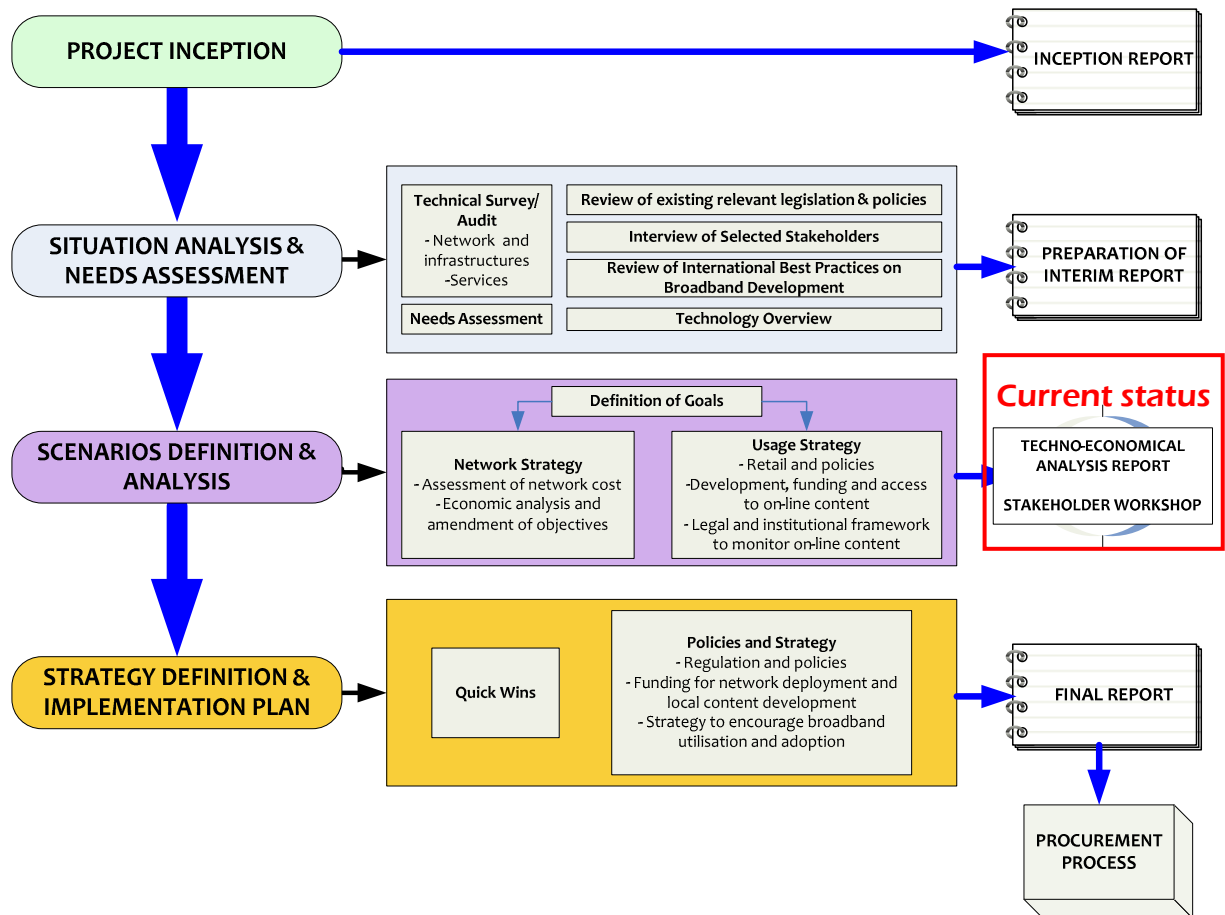 PROJECT INCEPTION
INCEPTION REPORT
SITUATION ANALYSIS &
NEEDS ASSESSMENT
Technical Survey/
Audit
- Network and
infrastructures
-Services
Needs Assessment
Review of existing relevant legislation & policies
Interview of Selected Stakeholders
Review of International Best Practices on
Broadband Development
Technology Overview
PREPARATION OF
INTERIM REPORT
SCENARIOS DEFINITION &
ANALYSIS
Definition of Goals
Network Strategy
- Assessment of network cost
- Economic analysis and
amendment of objectives
Usage Strategy
- Retail and policies
-Development, funding and access
to on-line content
- Legal and institutional framework
to monitor on-line content
Current status
TECHNO-ECONOMICAL
ANALYSIS REPORT
STAKEHOLDER WORKSHOP
STRATEGY DEFINITION &
IMPLEMENTATION PLAN
Quick Wins
Policies and Strategy
- Regulation and policies
- Funding for network deployment and
local content development
- Strategy to encourage broadband
utilisation and adoption
FINAL REPORT
PROCUREMENT
PROCESS